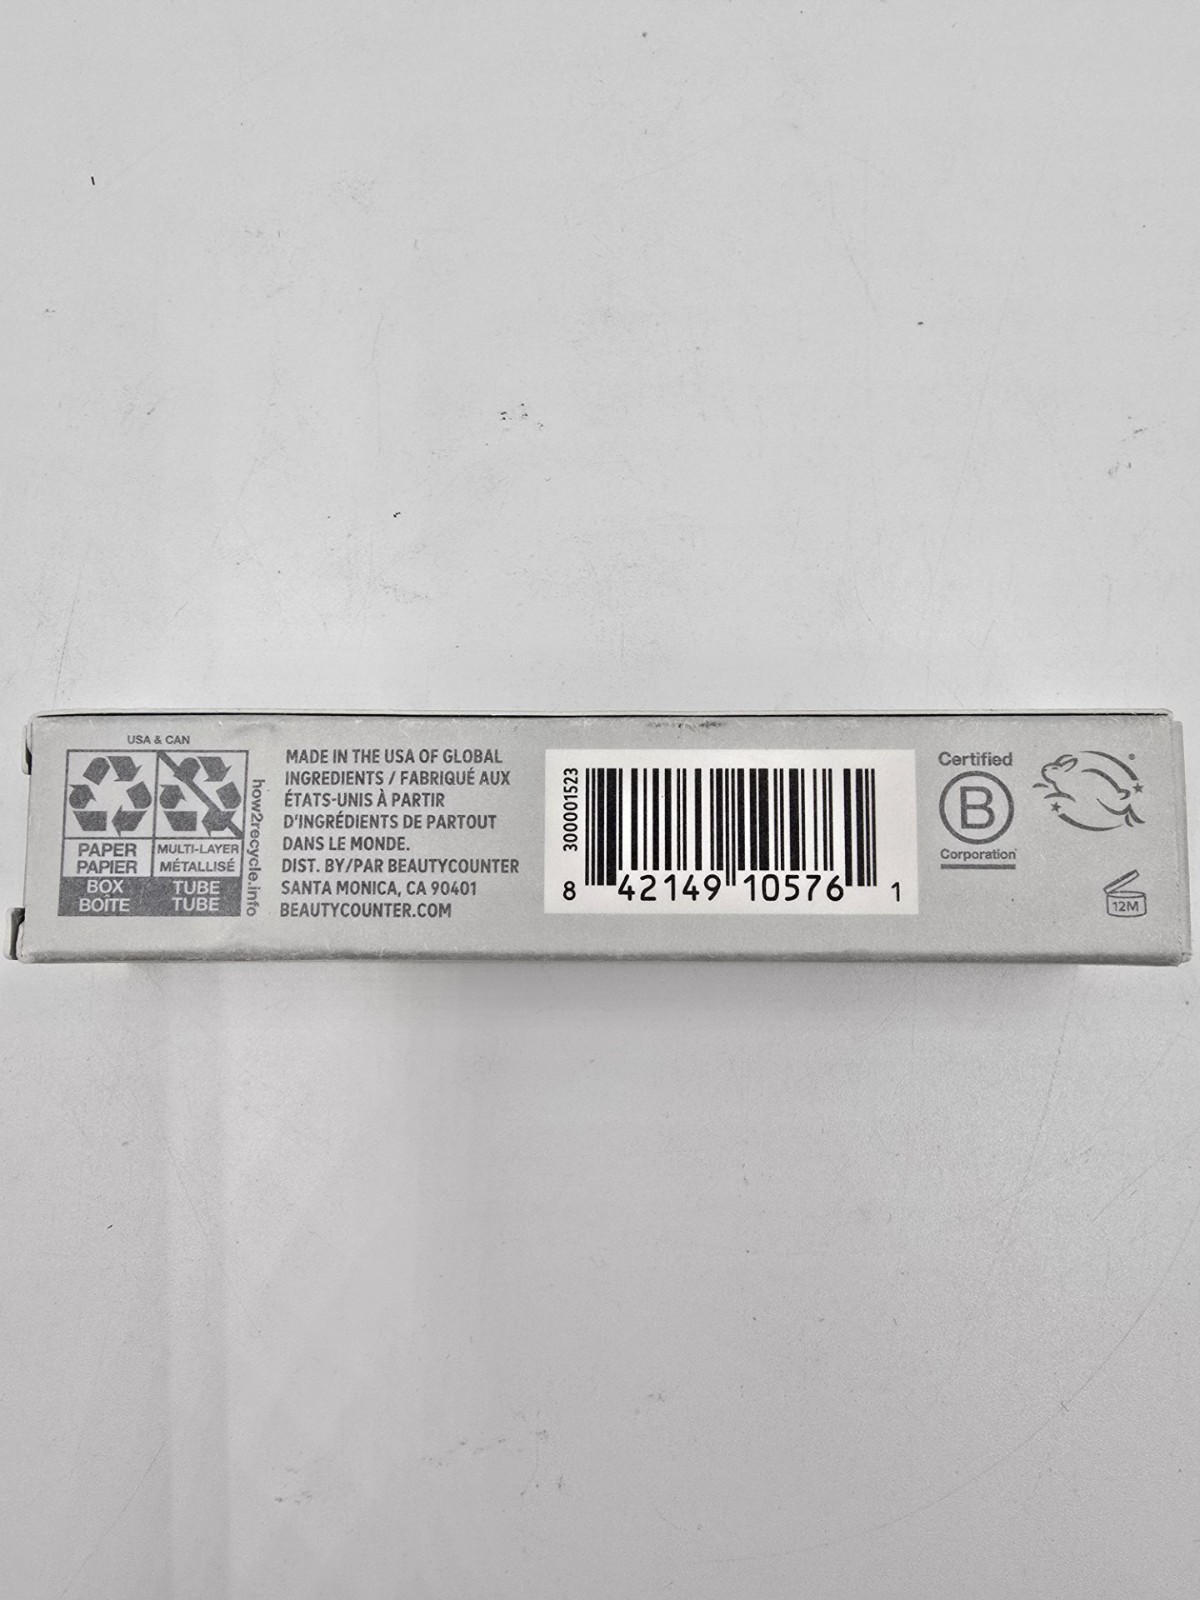 USA & CAN
PAPER
PAPIER
BOX
BOÎTE
MULTI-LAYER
MÉTALLISÉ
TUBE
TUBE
how2recycle.info
MADE IN THE USA OF GLOBAL
INGREDIENTS / FABRIQUÉ AUX
ÉTATS-UNIS À PARTIR
D'INGRÉDIENTS DE PARTOUT
DANS LE MONDE.
DIST. BY/PAR BEAUTYCOUNTER
SANTA MONICA, CA 90401
BEAUTYCOUNTER.COM
300001523
8 42149 10576 1
Certified
B
Corporation
12M